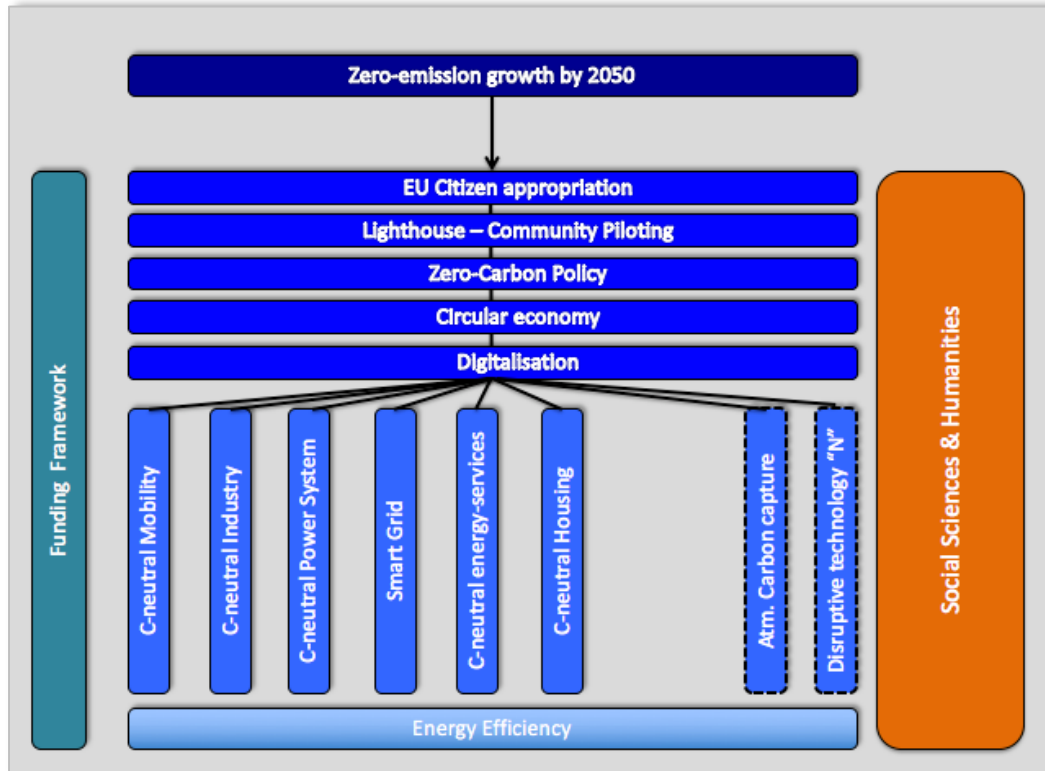 Zero-emission growth by 2050
EU Citizen appropriation
Lighthouse – Community Piloting
Zero-Carbon Policy
Circular economy
Digitalisation
Funding Framework
C-neutral Mobility
C-neutral Industry
C-neutral Power System
Smart Grid
C-neutral energy-services
C-neutral Housing
Atm. Carbon capture
Disruptive technology “N”
Social Sciences & Humanities
Energy Efficiency